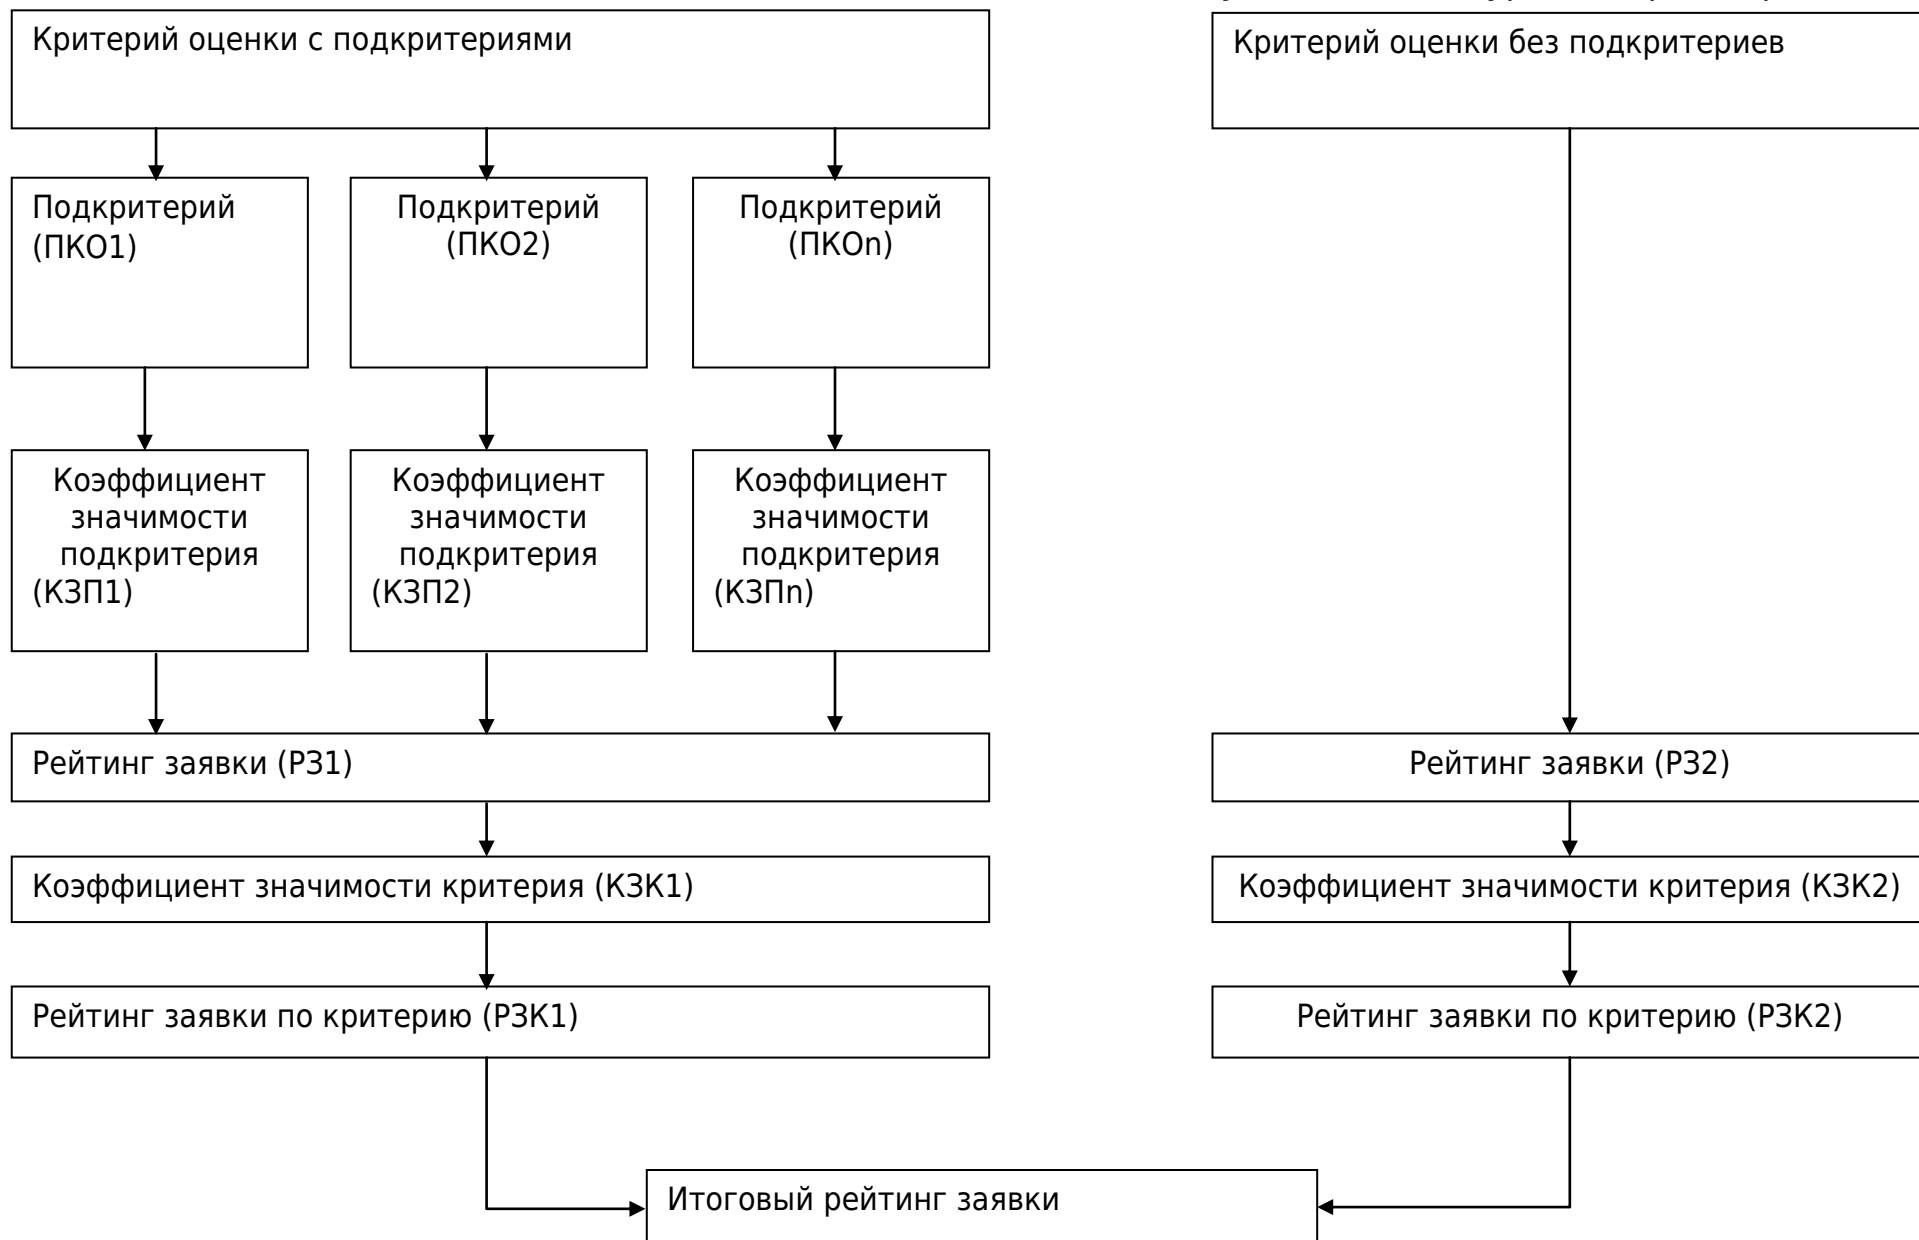 Критерий оценки с подкритериями
Критерий оценки без подкритериев
Подкритерий
(ПКО1)
Подкритерий
(ПКО2)
Подкритерий
(ПКОn)
Коэффициент
значимости
подкритерия
(КЗП1)
Коэффициент
значимости
подкритерия
(КЗП2)
Коэффициент
значимости
подкритерия
(КЗПn)
Рейтинг заявки (РЗ1)
Рейтинг заявки (РЗ2)
Коэффициент значимости критерия (КЗК1)
Коэффициент значимости критерия (КЗК2)
Рейтинг заявки по критерию (РЗК1)
Рейтинг заявки по критерию (РЗК2)
Итоговый рейтинг заявки